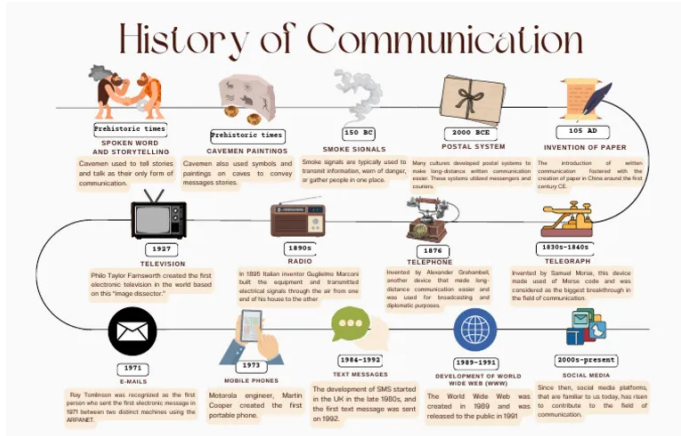 History of Communication
Prehistoric times
SPOKEN WORD
AND STORYTELLING
Cavemen used to tell stories
and talk as their only form of
communication.
Prehistoric times
CAVEMEN PAINTINGS
Cavemen also used symbols and
paintings on caves to convey
messages stories.
150 BC
SMOKE SIGNALS
Smoke signals are typically used to
transmit information, warn of danger,
or gather people in one place.
2000 BCE
POSTAL SYSTEM
Many cultures developed postal systems to
make long-distance written communication
easier. These systems utilized messengers and
couriers.
105 AD
INVENTION OF PAPER
The introduction of written
communication fostered with the
creation of paper in China around the first
century CE.
1927
TELEVISION
Philo Taylor Farnsworth created the first
electronic television in the world based
on this "image dissector."
1890s
RADIO
In 1895 Italian inventor Guglielmo Marconi
built the equipment and transmitted
electrical signals through the air from one
end of his house to the other
1876
TELEPHONE
Invented by Alexander Grahambell,
another device that made long-
distance communication easier and
was used for broadcasting and
diplomatic purposes.
1830s-1840s
TELEGRAPH
Invented by Samuel Morse, this device
made used of Morse code and was
considered as the biggest breakthrough in
the field of communication.
1971
E-MAILS
Ray Tomlinson was recognized as the first
person who sent the first electronic message in
1971 between two distinct machines using the
ARPANET.
1973
MOBILE PHONES
Motorola engineer, Martin
Cooper created the first
portable phone.
1984-1992
TEXT MESSAGES
The development of SMS started
in the UK in the late 1980s, and
the first text message was sent
on 1992.
1989-1991
DEVELOPMENT OF WORLD
WIDE WEB (WWW)
The World Wide Web was
created in 1989 and was
released to the public in 1991
2000s-present
SOCIAL MEDIA
Since then, social media platforms,
that are familiar to us today, has risen
to contribute to the field of
communication.